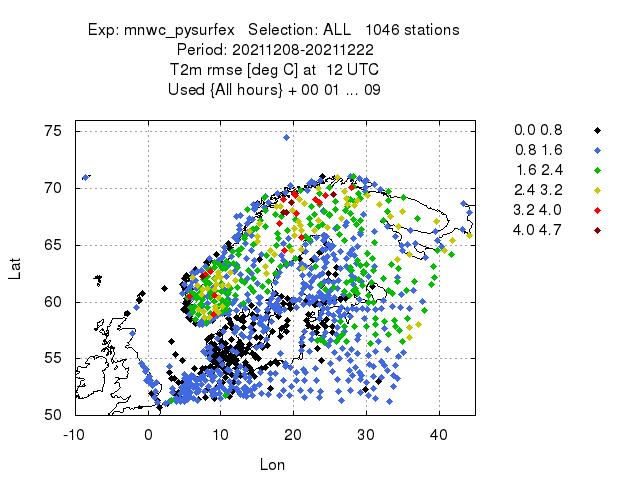 Exp: mnwc_pysurfex   Selection: ALL   1046 stations
Period: 20211208-20211222
T2m rmse [deg C] at  12 UTC
Used {All hours} + 00 01 ... 09
0.0 0.8
0.8 1.6
1.6 2.4
2.4 3.2
3.2 4.0
4.0 4.7
75
70
65
60
55
50
Lat
-10 0 10 20 30 40
Lon